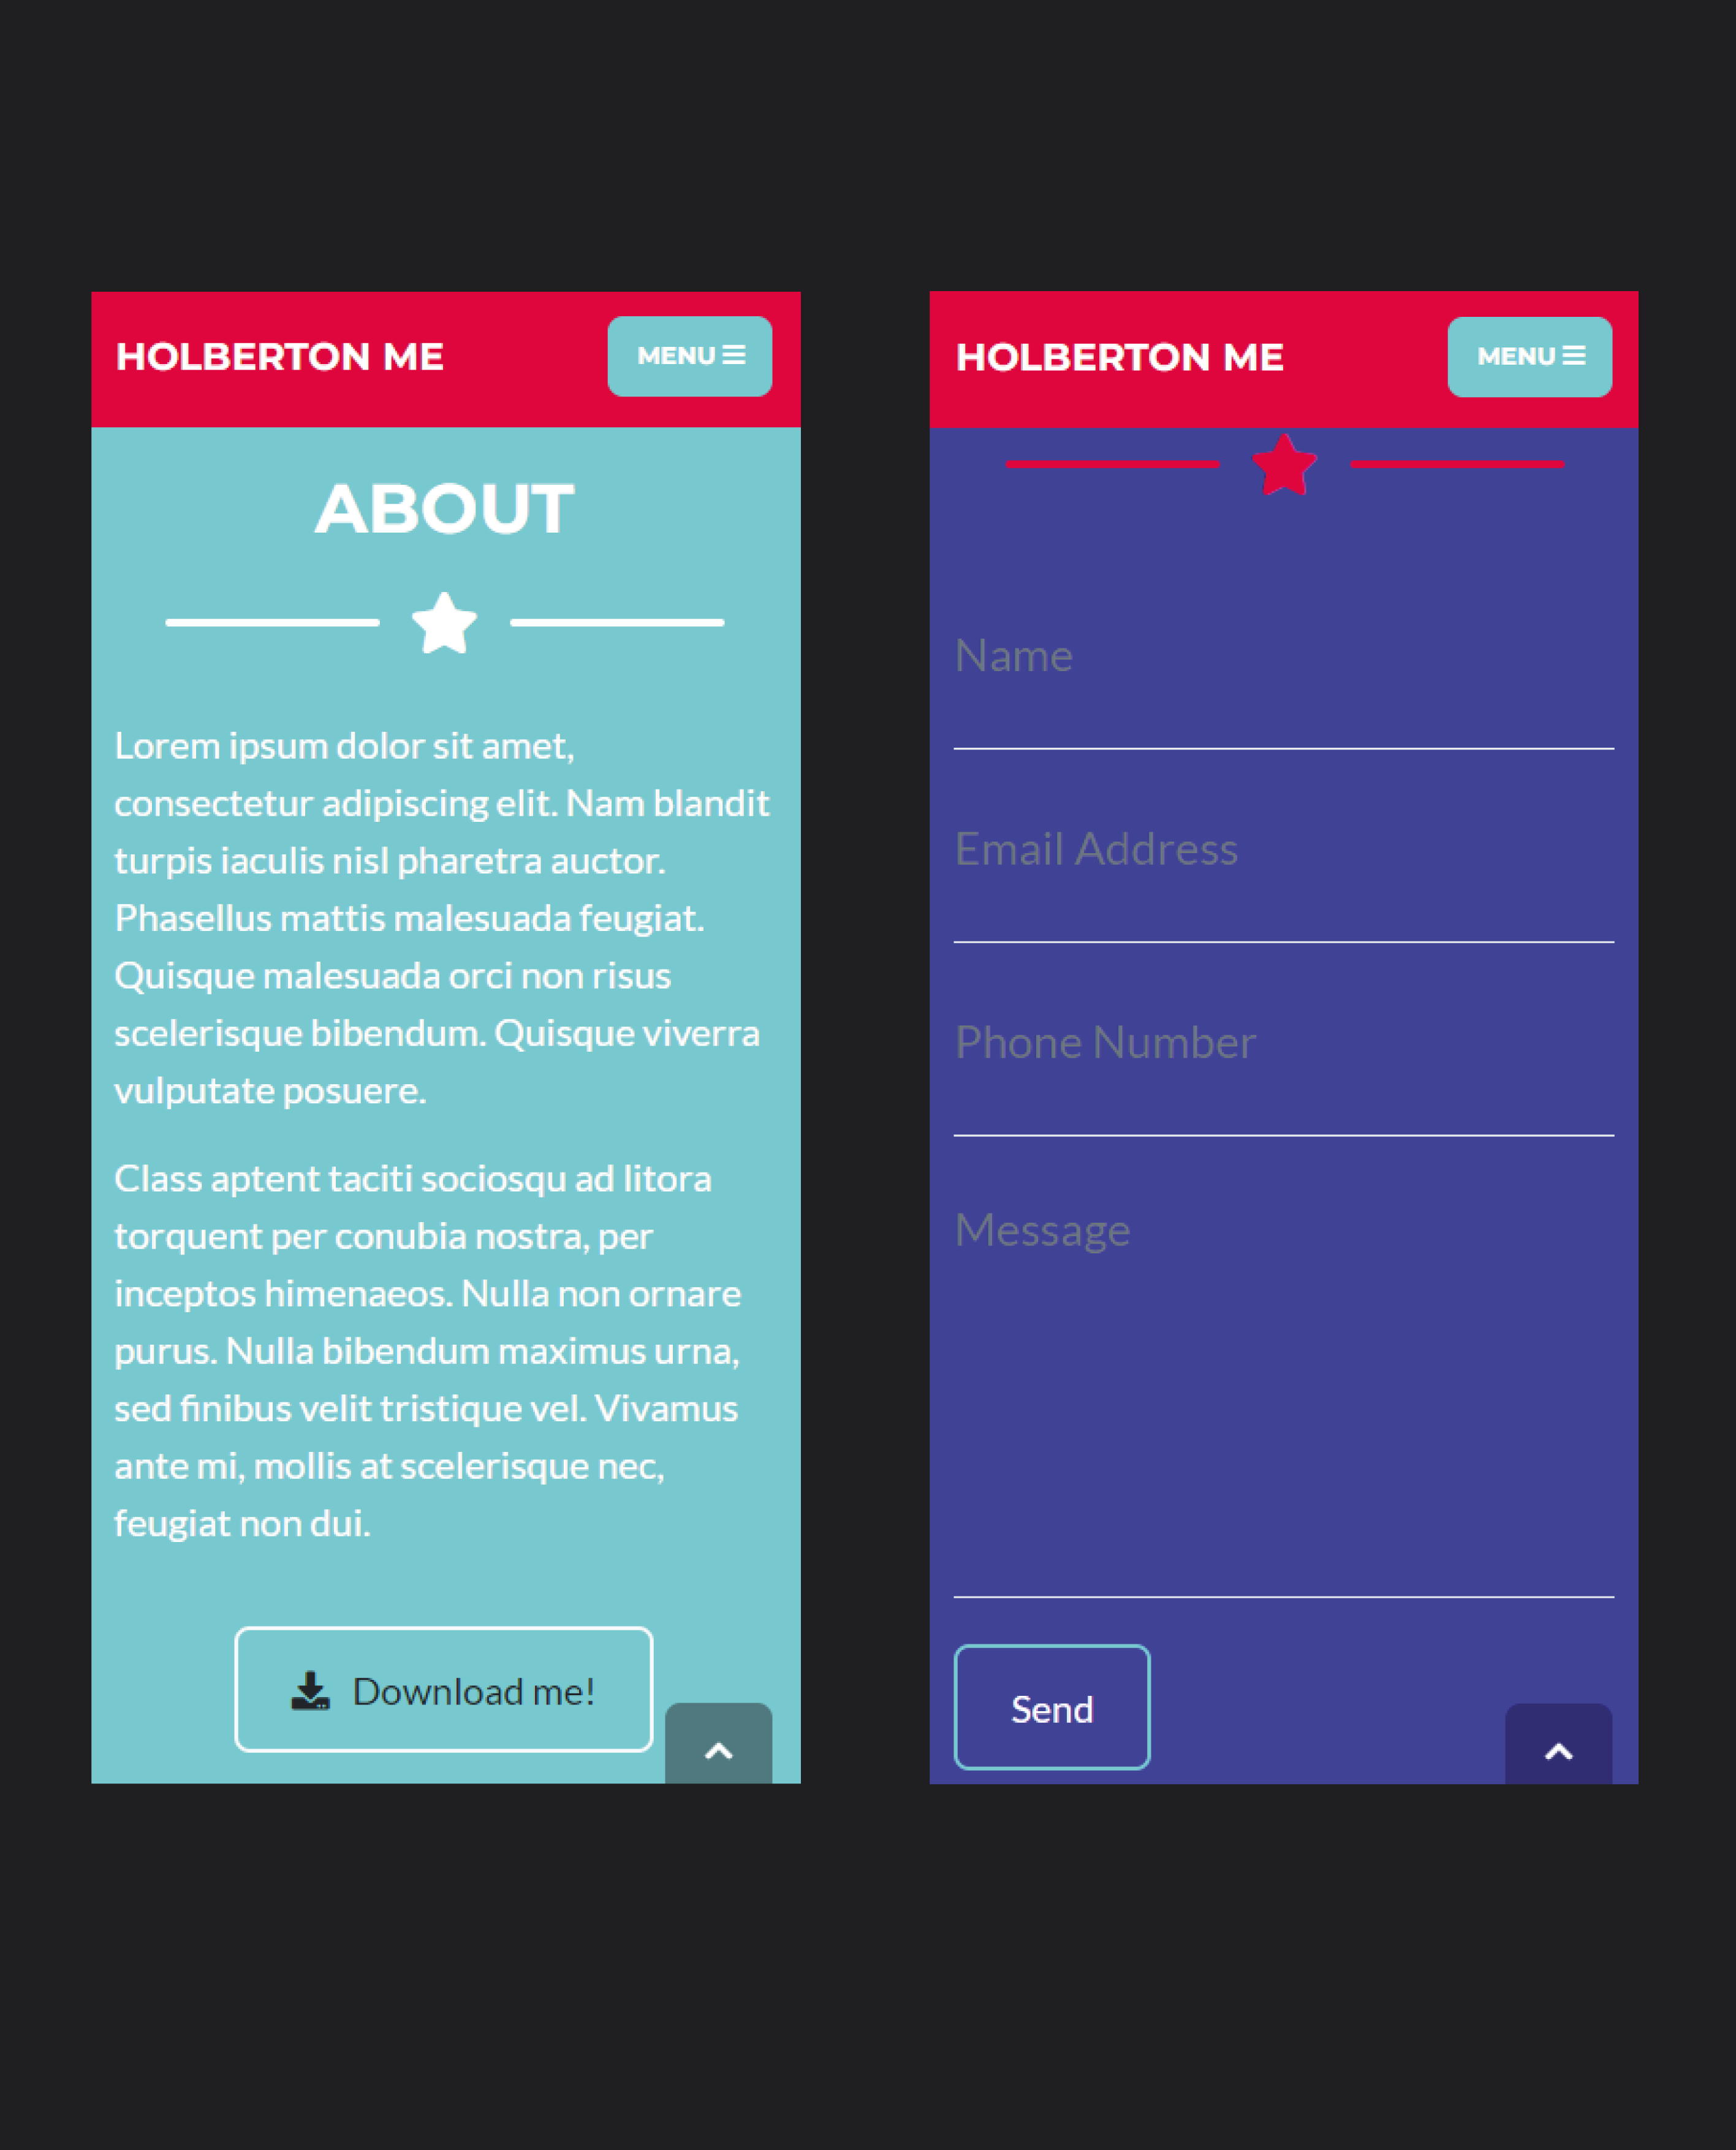 HOLBERTON ME
MENU
ABOUT
Lorem ipsum dolor sit amet,
consectetur adipiscing elit. Nam blandit
turpis iaculis nisl pharetra auctor.
Phasellus mattis malesuada feugiat.
Quisque malesuada orci non risus
scelerisque bibendum. Quisque viverra
vulputate posuere.
Class aptent taciti sociosqu ad litora
torquent per conubia nostra, per
inceptos himenaeos. Nulla non ornare
purus. Nulla bibendum maximus urna,
sed finibus velit tristique vel. Vivamus
ante mi, mollis at scelerisque nec,
feugiat non dui.
Download me!
HOLBERTON ME
MENU
Name
Email Address
Phone Number
Message
Send